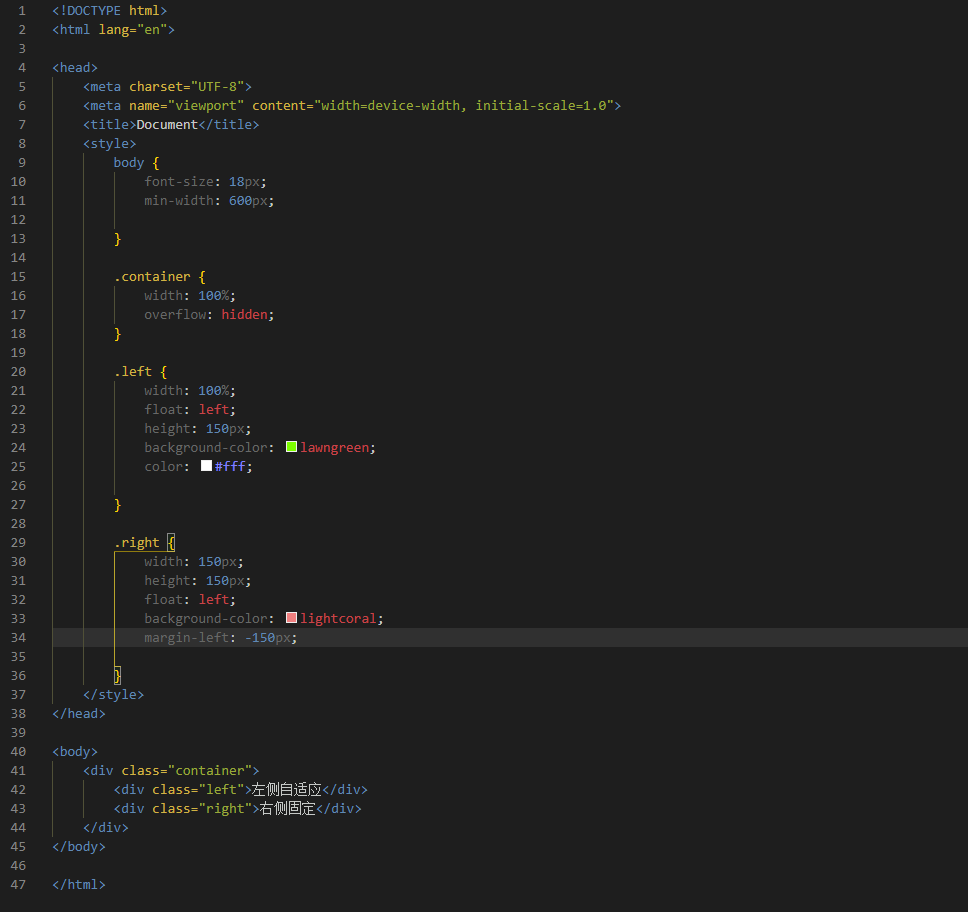 1 <!DOCTYPE html>
2 <html lang="en">
3
4 <head>
5 <meta charset="UTF-8">
6 <meta name="viewport" content="width=device-width, initial-scale=1.0">
7 <title>Document</title>
8 <style>
9 body {
10 font-size: 18px;
11 min-width: 600px;
12
13 }
14
15 .container {
16 width: 100%;
17 overflow: hidden;
18 }
19
20 .left {
21 width: 100%;
22 float: left;
23 height: 150px;
24 background-color: lawngreen;
25 color: #fff;
26
27 }
28
29 .right {
30 width: 150px;
31 height: 150px;
32 float: left;
33 background-color: lightcoral;
34 margin-left: -150px;
35
36 }
37 </style>
38 </head>
39
40 <body>
41 <div class="container">
42 <div class="left">左侧自适应</div>
43 <div class="right">右侧固定</div>
44 </div>
45 </body>
46
47 </html>